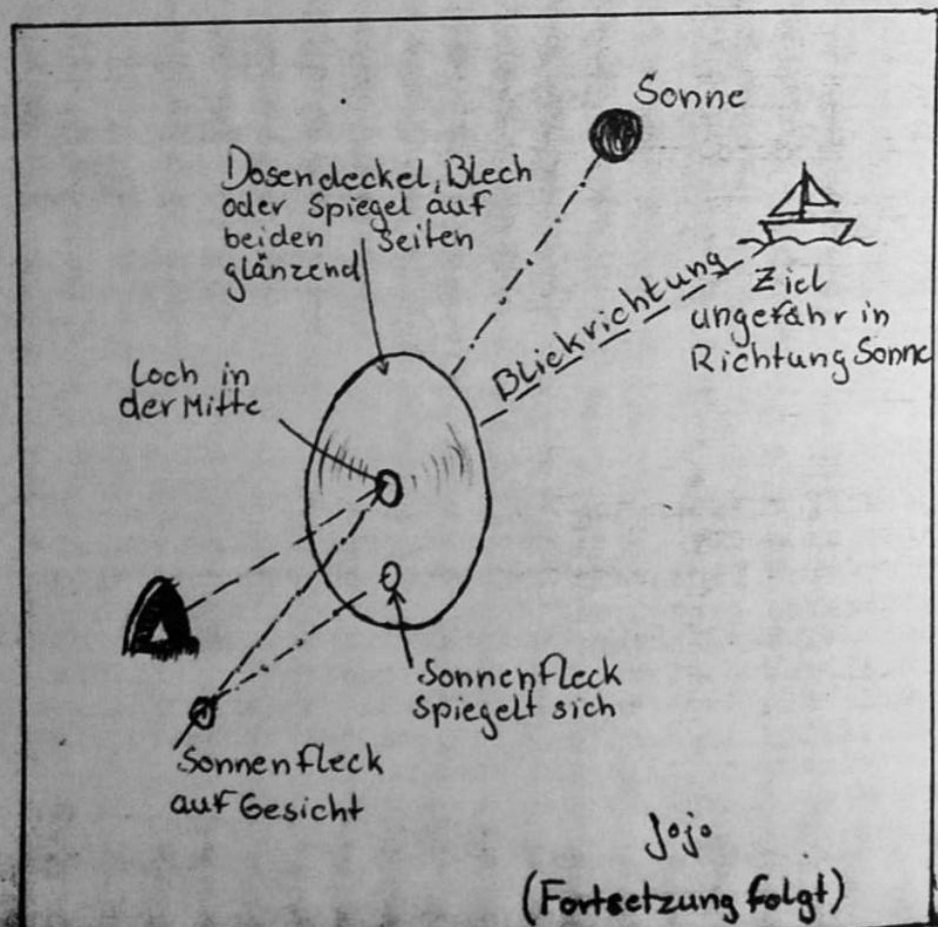 Sonne
Dosendeckel, Blech
oder Spiegel auf
beiden Seiten
glänzend
Blickrichtung
Ziel
ungefähr in
Richtung Sonne
Loch in
der Mitte
Sonnenfleck
Spiegelt sich
Sonnenfleck
auf Gesicht
Jojo
(Fortsetzung folgt)